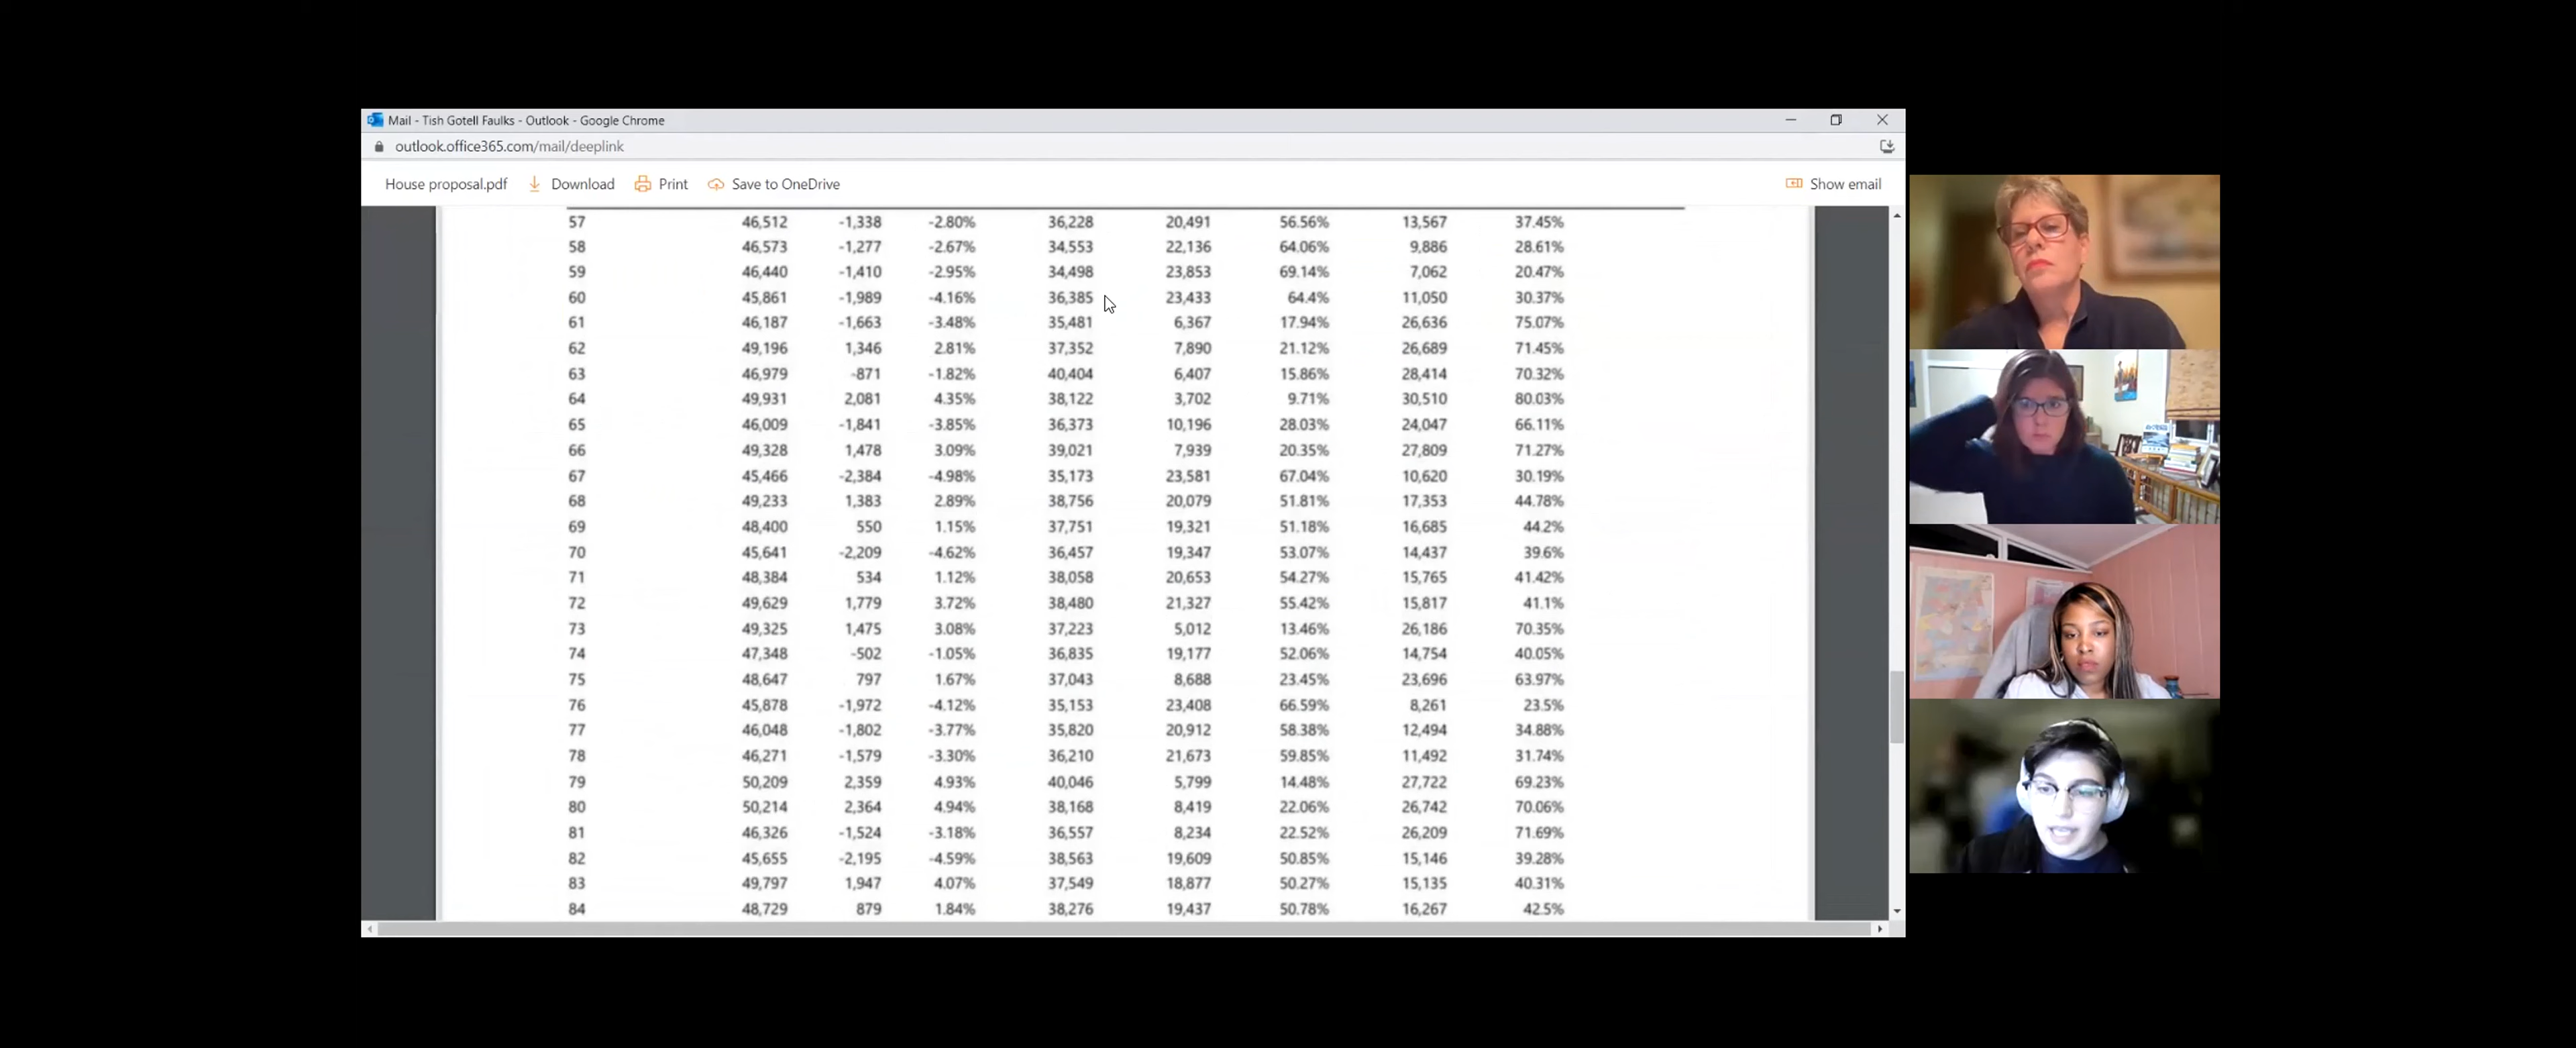 Mail - Tish Gotell Faulks - Outlook - Google Chrome
outlook.office365.com/mail/deeplink
House proposal.pdf Download Print Save to OneDrive Show email
57 46,512 -1,338 -2.80% 36,228 20,491 56.56% 13,567 37.45%
58 46,573 -1,277 -2.67% 34,553 22,136 64.06% 9,886 28.61%
59 46,440 -1,410 -2.95% 34,498 23,853 69.14% 7,062 20.47%
60 45,861 -1,989 -4.16% 36,385 23,433 64.4% 11,050 30.37%
61 46,187 -1,663 -3.48% 35,481 6,367 17.94% 26,636 75.07%
62 49,196 1,346 2.81% 37,352 7,890 21.12% 26,689 71.45%
63 46,979 -871 -1.82% 40,404 6,407 15.86% 28,414 70.32%
64 49,931 2,081 4.35% 38,122 3,702 9.71% 30,510 80.03%
65 46,009 -1,841 -3.85% 36,373 10,196 28.03% 24,047 66.11%
66 49,328 1,478 3.09% 39,021 7,939 20.35% 27,809 71.27%
67 45,466 -2,384 -4.98% 35,173 23,581 67.04% 10,620 30.19%
68 49,233 1,383 2.89% 38,756 20,079 51.81% 17,353 44.78%
69 48,400 550 1.15% 37,751 19,321 51.18% 16,685 44.2%
70 45,641 -2,209 -4.62% 36,457 19,347 53.07% 14,437 39.6%
71 48,384 534 1.12% 38,058 20,653 54.27% 15,765 41.42%
72 49,629 1,779 3.72% 38,480 21,327 55.42% 15,817 41.1%
73 49,325 1,475 3.08% 37,223 5,012 13.46% 26,186 70.35%
74 47,348 -502 -1.05% 36,835 19,177 52.06% 14,754 40.05%
75 48,647 797 1.67% 37,043 8,688 23.45% 23,696 63.97%
76 45,878 -1,972 -4.12% 35,153 23,408 66.59% 8,261 23.5%
77 46,048 -1,802 -3.77% 35,820 20,912 58.38% 12,494 34.88%
78 46,271 -1,579 -3.30% 36,210 21,673 59.85% 11,492 31.74%
79 50,209 2,359 4.93% 40,046 5,799 14.48% 27,722 69.23%
80 50,214 2,364 4.94% 38,168 8,419 22.06% 26,742 70.06%
81 46,326 -1,524 -3.18% 36,557 8,234 22.52% 26,209 71.69%
82 45,655 -2,195 -4.59% 38,563 19,609 50.85% 15,146 39.28%
83 49,797 1,947 4.07% 37,549 18,877 50.27% 15,135 40.31%
84 48,729 879 1.84% 38,276 19,437 50.78% 16,267 42.5%